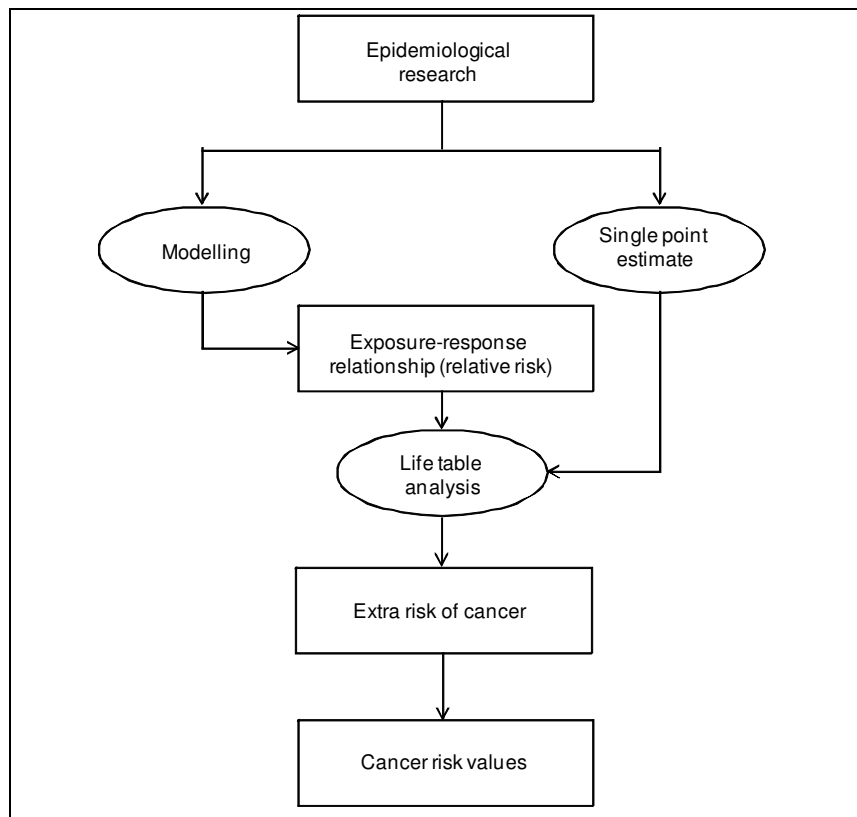 Epidemiological
research
Modelling
Single point
estimate
Exposure-response
relationship (relative risk)
Life table
analysis
Extra risk of cancer
Cancer risk values